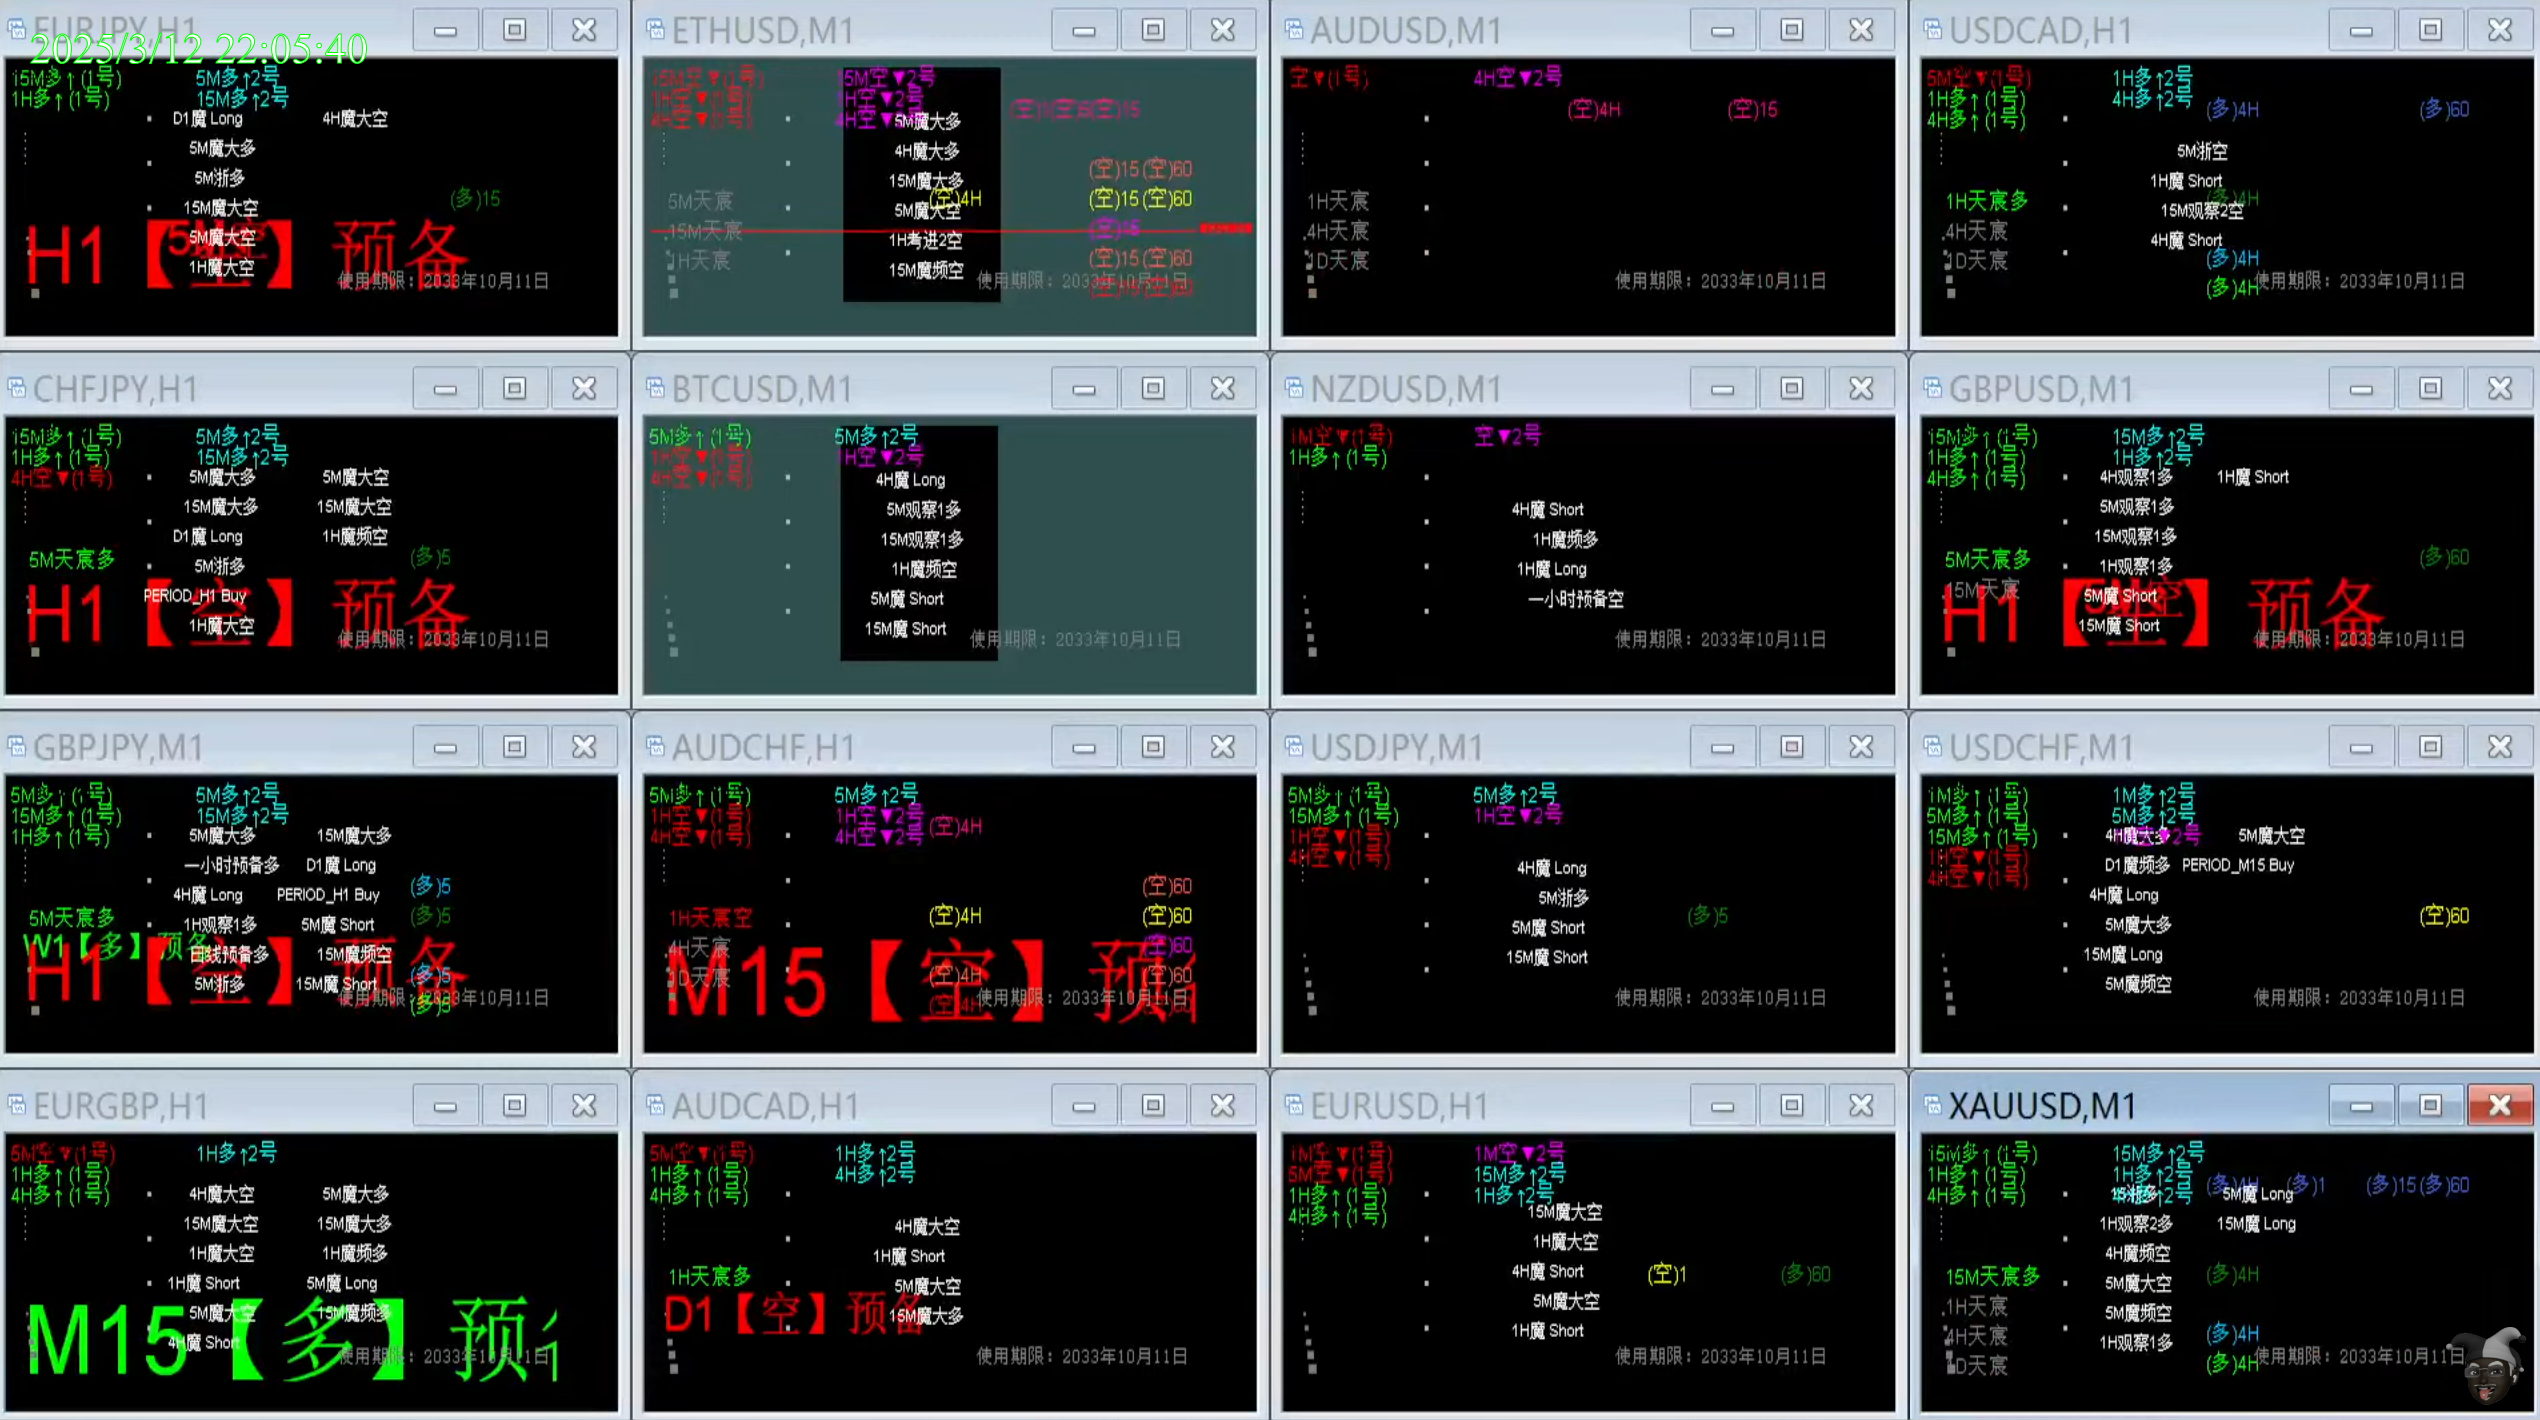 EURJPY,H1
2025/3/12 22:05:40
15M多↑(1号) 5M多↑2号
1H多↑(1号) 15M多↑2号
D1魔 Long 4H魔大空
5M魔大多
5M浙多
(多)15
15M魔大空
5M魔大空
H1【空】预备
1H魔大空
使用期限：2033年10月11日
ETHUSD,M1
15M空▼(1号) 15M空▼2号
1H空▼(1号) 1H空▼2号
4H空▼(1号) 4H空▼2号
5M魔大多
4H魔大多
(空)15 (空)60
15M魔大多
5M天宸 (空)4H (空)15 (空)60
5M魔大空
15M天宸 (空)15
1H考进2空
1H天宸 (空)15 (空)60
15M魔频空
使用期限：2033年10月11日
AUDUSD,M1
空▼(1号) 4H空▼2号
(空)4H (空)15
1H天宸
4H天宸
1D天宸
使用期限：2033年10月11日
USDCAD,H1
5M空▼(1号) 1H多↑2号
1H多↑(1号) 4H多↑2号
4H多↑(1号) (多)4H (多)60
5M浙空
1H魔 Short
1H天宸多 (多)4H
15M观察2空
4H天宸 4H魔 Short
1D天宸 (多)4H
(多)4H 使用期限：2033年10月11日
CHFJPY,H1
15M多↑(1号) 5M多↑2号
1H多↑(1号) 15M多↑2号
4H空▼(1号) 5M魔大多 5M魔大空
15M魔大多 15M魔大空
D1魔 Long 1H魔频空
5M天宸多 5M浙多 (多)5
PERIOD_H1 Buy
H1【空】预备
1H魔大空
使用期限：2033年10月11日
BTCUSD,M1
5M多↑(1号) 5M多↑2号
1H空▼(1号) 1H空▼2号
4H空▼(1号) 4H魔 Long
5M观察1多
15M观察1多
1H魔频空
5M魔 Short
15M魔 Short
使用期限：2033年10月11日
NZDUSD,M1
1M空▼(1号) 空▼2号
1H多↑(1号)
4H魔 Short
1H魔频多
1H魔 Long
一小时预备空
使用期限：2033年10月11日
GBPUSD,M1
15M多↑(1号) 15M多↑2号
1H多↑(1号) 1H多↑2号
4H多↑(1号) 4H观察1多 1H魔 Short
5M观察1多
15M观察1多
5M天宸多 1H观察1多 (多)60
15M天宸 5M魔 Short
H1【空】预备
15M魔 Short
使用期限：2033年10月11日
GBPJPY,M1
5M多↑(1号) 5M多↑2号
15M多↑(1号) 15M多↑2号
1H多↑(1号) 5M魔大多 15M魔大多
一小时预备多 D1魔 Long
4H魔 Long PERIOD_H1 Buy (多)5
5M天宸多 1H观察1多 5M魔 Short (多)5
W1【多】预备
日线预备多 15M魔频空
H1【空】预备 (多)5
5M浙多 15M魔 Short
使用期限：2033年10月11日
(多)5
AUDCHF,H1
5M多↑(1号) 5M多↑2号
1H空▼(1号) 1H空▼2号
4H空▼(1号) 4H空▼2号 (空)4H
(空)60
1H天宸空 (空)4H (空)60
4H天宸 (空)60
1D天宸 (空)4H (空)60
M15【空】预
使用期限：2033年10月11日
USDJPY,M1
5M多↑(1号) 5M多↑2号
15M多↑(1号) 1H空▼2号
1H空▼(1号)
4H空▼(1号) 4H魔 Long
5M浙多
5M魔 Short (多)5
15M魔 Short
使用期限：2033年10月11日
USDCHF,M1
1M多↑(1号) 1M多↑2号
5M多↑(1号) 5M多↑2号
15M多↑(1号) 4H魔大多 5M魔大空
1H空▼(1号) D1魔频多 PERIOD_M15 Buy
4H空▼(1号) 4H魔 Long
5M魔大多 (空)60
15M魔 Long
5M魔频空
使用期限：2033年10月11日
EURGBP,H1
5M空▼(1号) 1H多↑2号
1H多↑(1号)
4H多↑(1号) 4H魔大空 5M魔大多
15M魔大空 15M魔大多
1H魔大空 1H魔频多
1H魔 Short 5M魔 Long
5M魔大空 15M魔频多
M15【多】预
4H魔 Short
使用期限：2033年10月11日
AUDCAD,H1
5M空▼(1号) 1H多↑2号
1H多↑(1号) 4H多↑2号
4H多↑(1号)
4H魔大空
1H魔 Short
1H天宸多 5M魔大空
D1【空】预备
15M魔大多
使用期限：2033年10月11日
EURUSD,H1
1M空▼(1号) 1M空▼2号
5M空▼(1号) 15M多↑2号
1H多↑(1号) 1H多↑2号
4H多↑(1号) 15M魔大空
1H魔大空
4H魔 Short (空)1 (多)60
5M魔大空
1H魔 Short
使用期限：2033年10月11日
XAUUSD,M1
15M多↑(1号) 15M多↑2号
1H多↑(1号) 1H多↑2号
4H多↑(1号) 4H多↑2号 (多)4H (多)1 (多)15 (多)60
5M魔 Long
1H观察2多 15M魔 Long
4H魔频空
15M天宸多 5M魔大空 (多)4H
1H天宸 5M魔频空
4H天宸 1H观察1多 (多)4H
1D天宸 (多)4H 使用期限：2033年10月11日